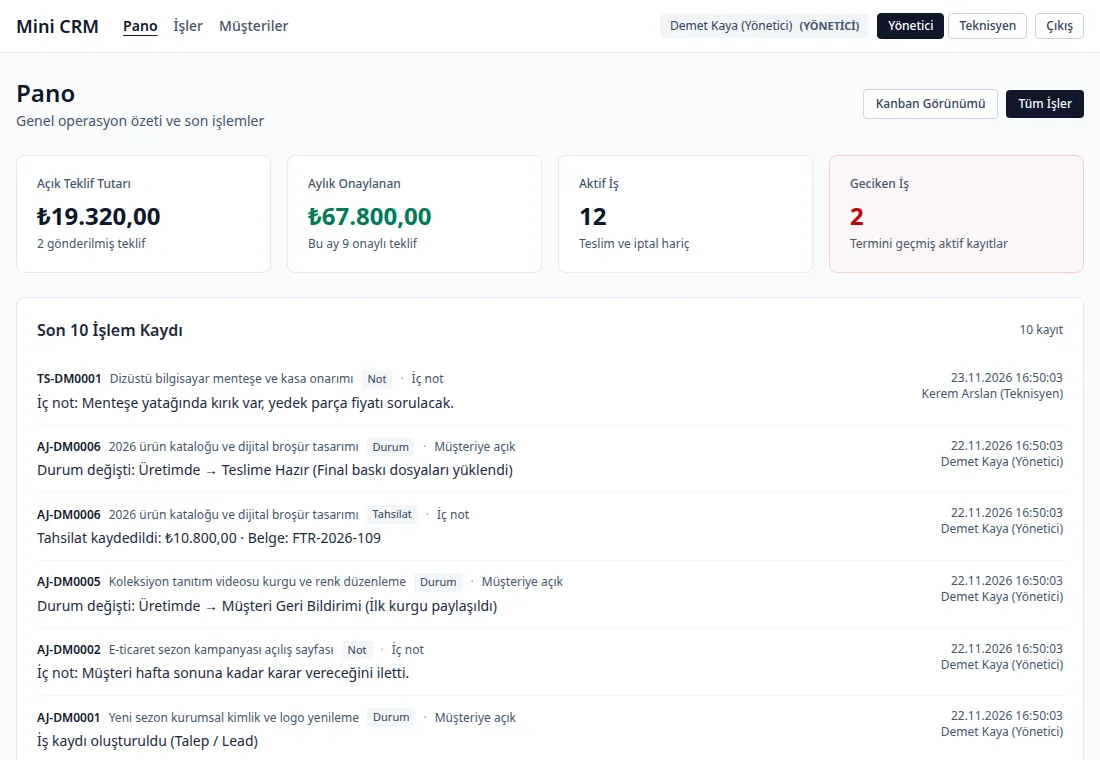 Mini CRM Pano İşler Müşteriler Demet Kaya (Yönetici) (YÖNETİCİ) Yönetici Teknisyen Çıkış
Pano
Genel operasyon özeti ve son işlemler
Kanban Görünümü Tüm İşler
Açık Teklif Tutarı
₺19.320,00
2 gönderilmiş teklif
Aylık Onaylanan
₺67.800,00
Bu ay 9 onaylı teklif
Aktif İş
12
Teslim ve iptal hariç
Geciken İş
2
Termini geçmiş aktif kayıtlar
Son 10 İşlem Kaydı 10 kayıt
TS-DM0001 Dizüstü bilgisayar menteşe ve kasa onarımı Not · İç not 23.11.2026 16:50:03
İç not: Menteşe yatağında kırık var, yedek parça fiyatı sorulacak. Kerem Arslan (Teknisyen)
AJ-DM0006 2026 ürün kataloğu ve dijital broşür tasarımı Durum · Müşteriye açık 22.11.2026 16:50:03
Durum değişti: Üretimde → Teslime Hazır (Final baskı dosyaları yüklendi) Demet Kaya (Yönetici)
AJ-DM0006 2026 ürün kataloğu ve dijital broşür tasarımı Tahsilat · İç not 22.11.2026 16:50:03
Tahsilat kaydedildi: ₺10.800,00 · Belge: FTR-2026-109 Demet Kaya (Yönetici)
AJ-DM0005 Koleksiyon tanıtım videosu kurgu ve renk düzenleme Durum · Müşteriye açık 22.11.2026 16:50:03
Durum değişti: Üretimde → Müşteri Geri Bildirimi (İlk kurgu paylaşıldı) Demet Kaya (Yönetici)
AJ-DM0002 E-ticaret sezon kampanyası açılış sayfası Not · İç not 22.11.2026 16:50:03
İç not: Müşteri hafta sonuna kadar karar vereceğini iletti. Demet Kaya (Yönetici)
AJ-DM0001 Yeni sezon kurumsal kimlik ve logo yenileme Durum · Müşteriye açık 22.11.2026 16:50:03
İş kaydı oluşturuldu (Talep / Lead) Demet Kaya (Yönetici)